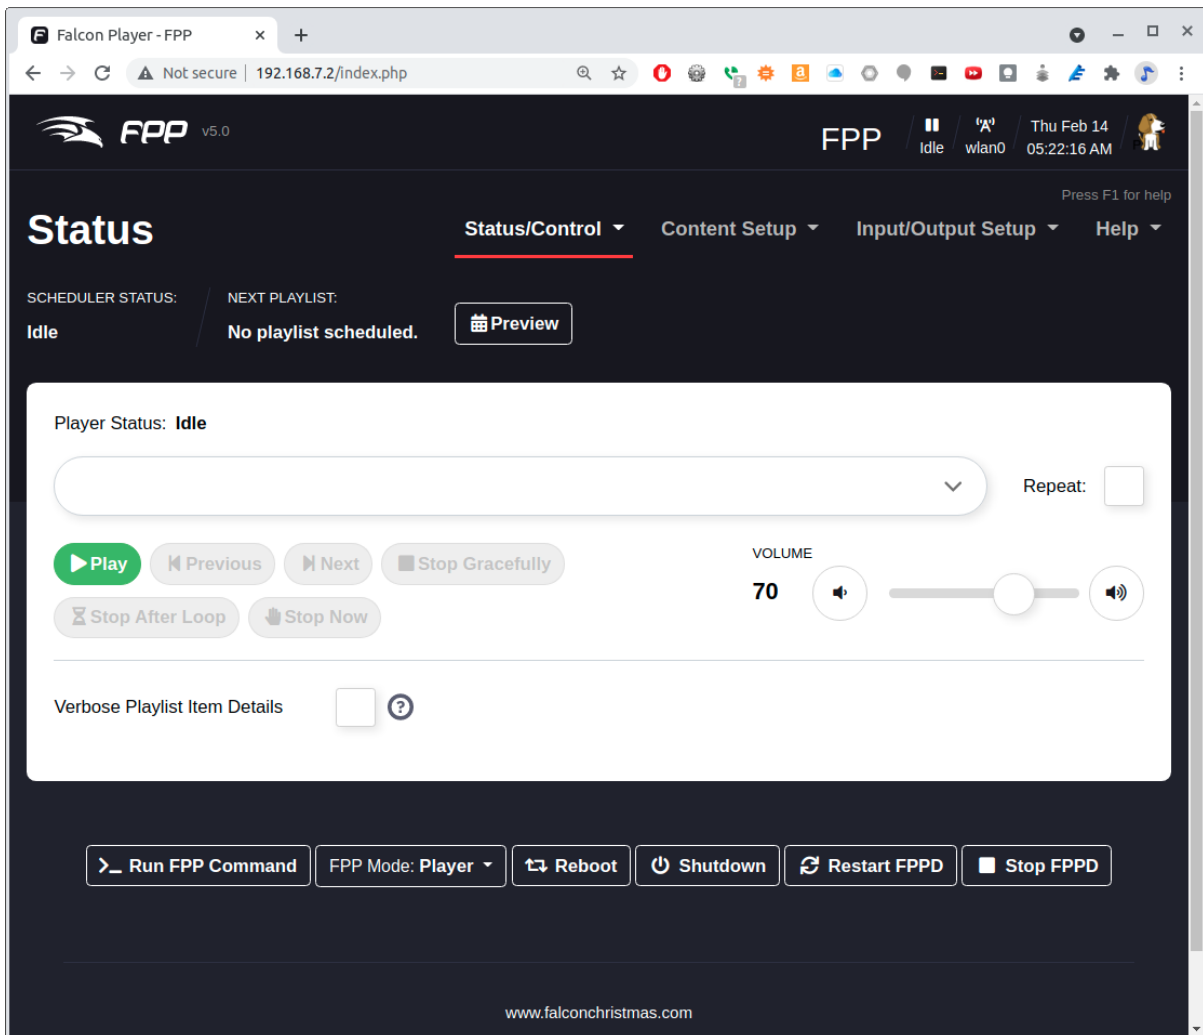 Falcon Player - FPP
Not secure | 192.168.7.2/index.php
FPP v5.0
FPP
Idle
wlan0
Thu Feb 14
05:22:16 AM
Press F1 for help
Status
Status/Control
Content Setup
Input/Output Setup
Help
SCHEDULER STATUS:
Idle
NEXT PLAYLIST:
No playlist scheduled.
Preview
Player Status: Idle
Repeat:
Play
Previous
Next
Stop Gracefully
Stop After Loop
Stop Now
VOLUME
70
Verbose Playlist Item Details
>_ Run FPP Command
FPP Mode: Player
Reboot
Shutdown
Restart FPPD
Stop FPPD
www.falconchristmas.com